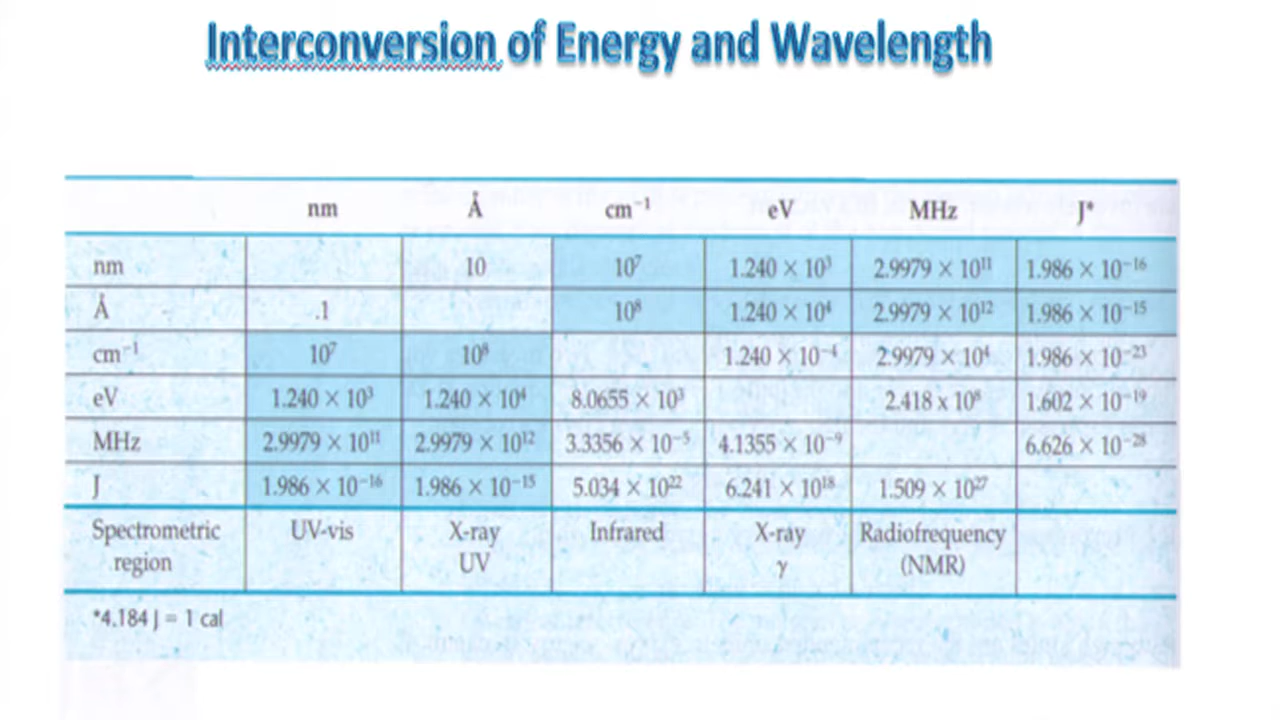 Interconversion of Energy and Wavelength
nm Å cm⁻¹ eV MHz J*
nm 10 10⁷ 1.240 × 10³ 2.9979 × 10¹¹ 1.986 × 10⁻¹⁶
Å .1 10⁸ 1.240 × 10⁴ 2.9979 × 10¹² 1.986 × 10⁻¹⁵
cm⁻¹ 10⁷ 10⁸ 1.240 × 10⁻⁴ 2.9979 × 10⁴ 1.986 × 10⁻²³
eV 1.240 × 10³ 1.240 × 10⁴ 8.0655 × 10³ 2.418 x 10⁸ 1.602 × 10⁻¹⁹
MHz 2.9979 × 10¹¹ 2.9979 × 10¹² 3.3356 × 10⁻⁵ 4.1355 × 10⁻⁹ 6.626 × 10⁻²⁸
J 1.986 × 10⁻¹⁶ 1.986 × 10⁻¹⁵ 5.034 × 10²² 6.241 × 10¹⁸ 1.509 × 10²⁷
Spectrometric UV-vis X-ray Infrared X-ray Radiofrequency
region UV γ (NMR)
*4.184 J = 1 cal